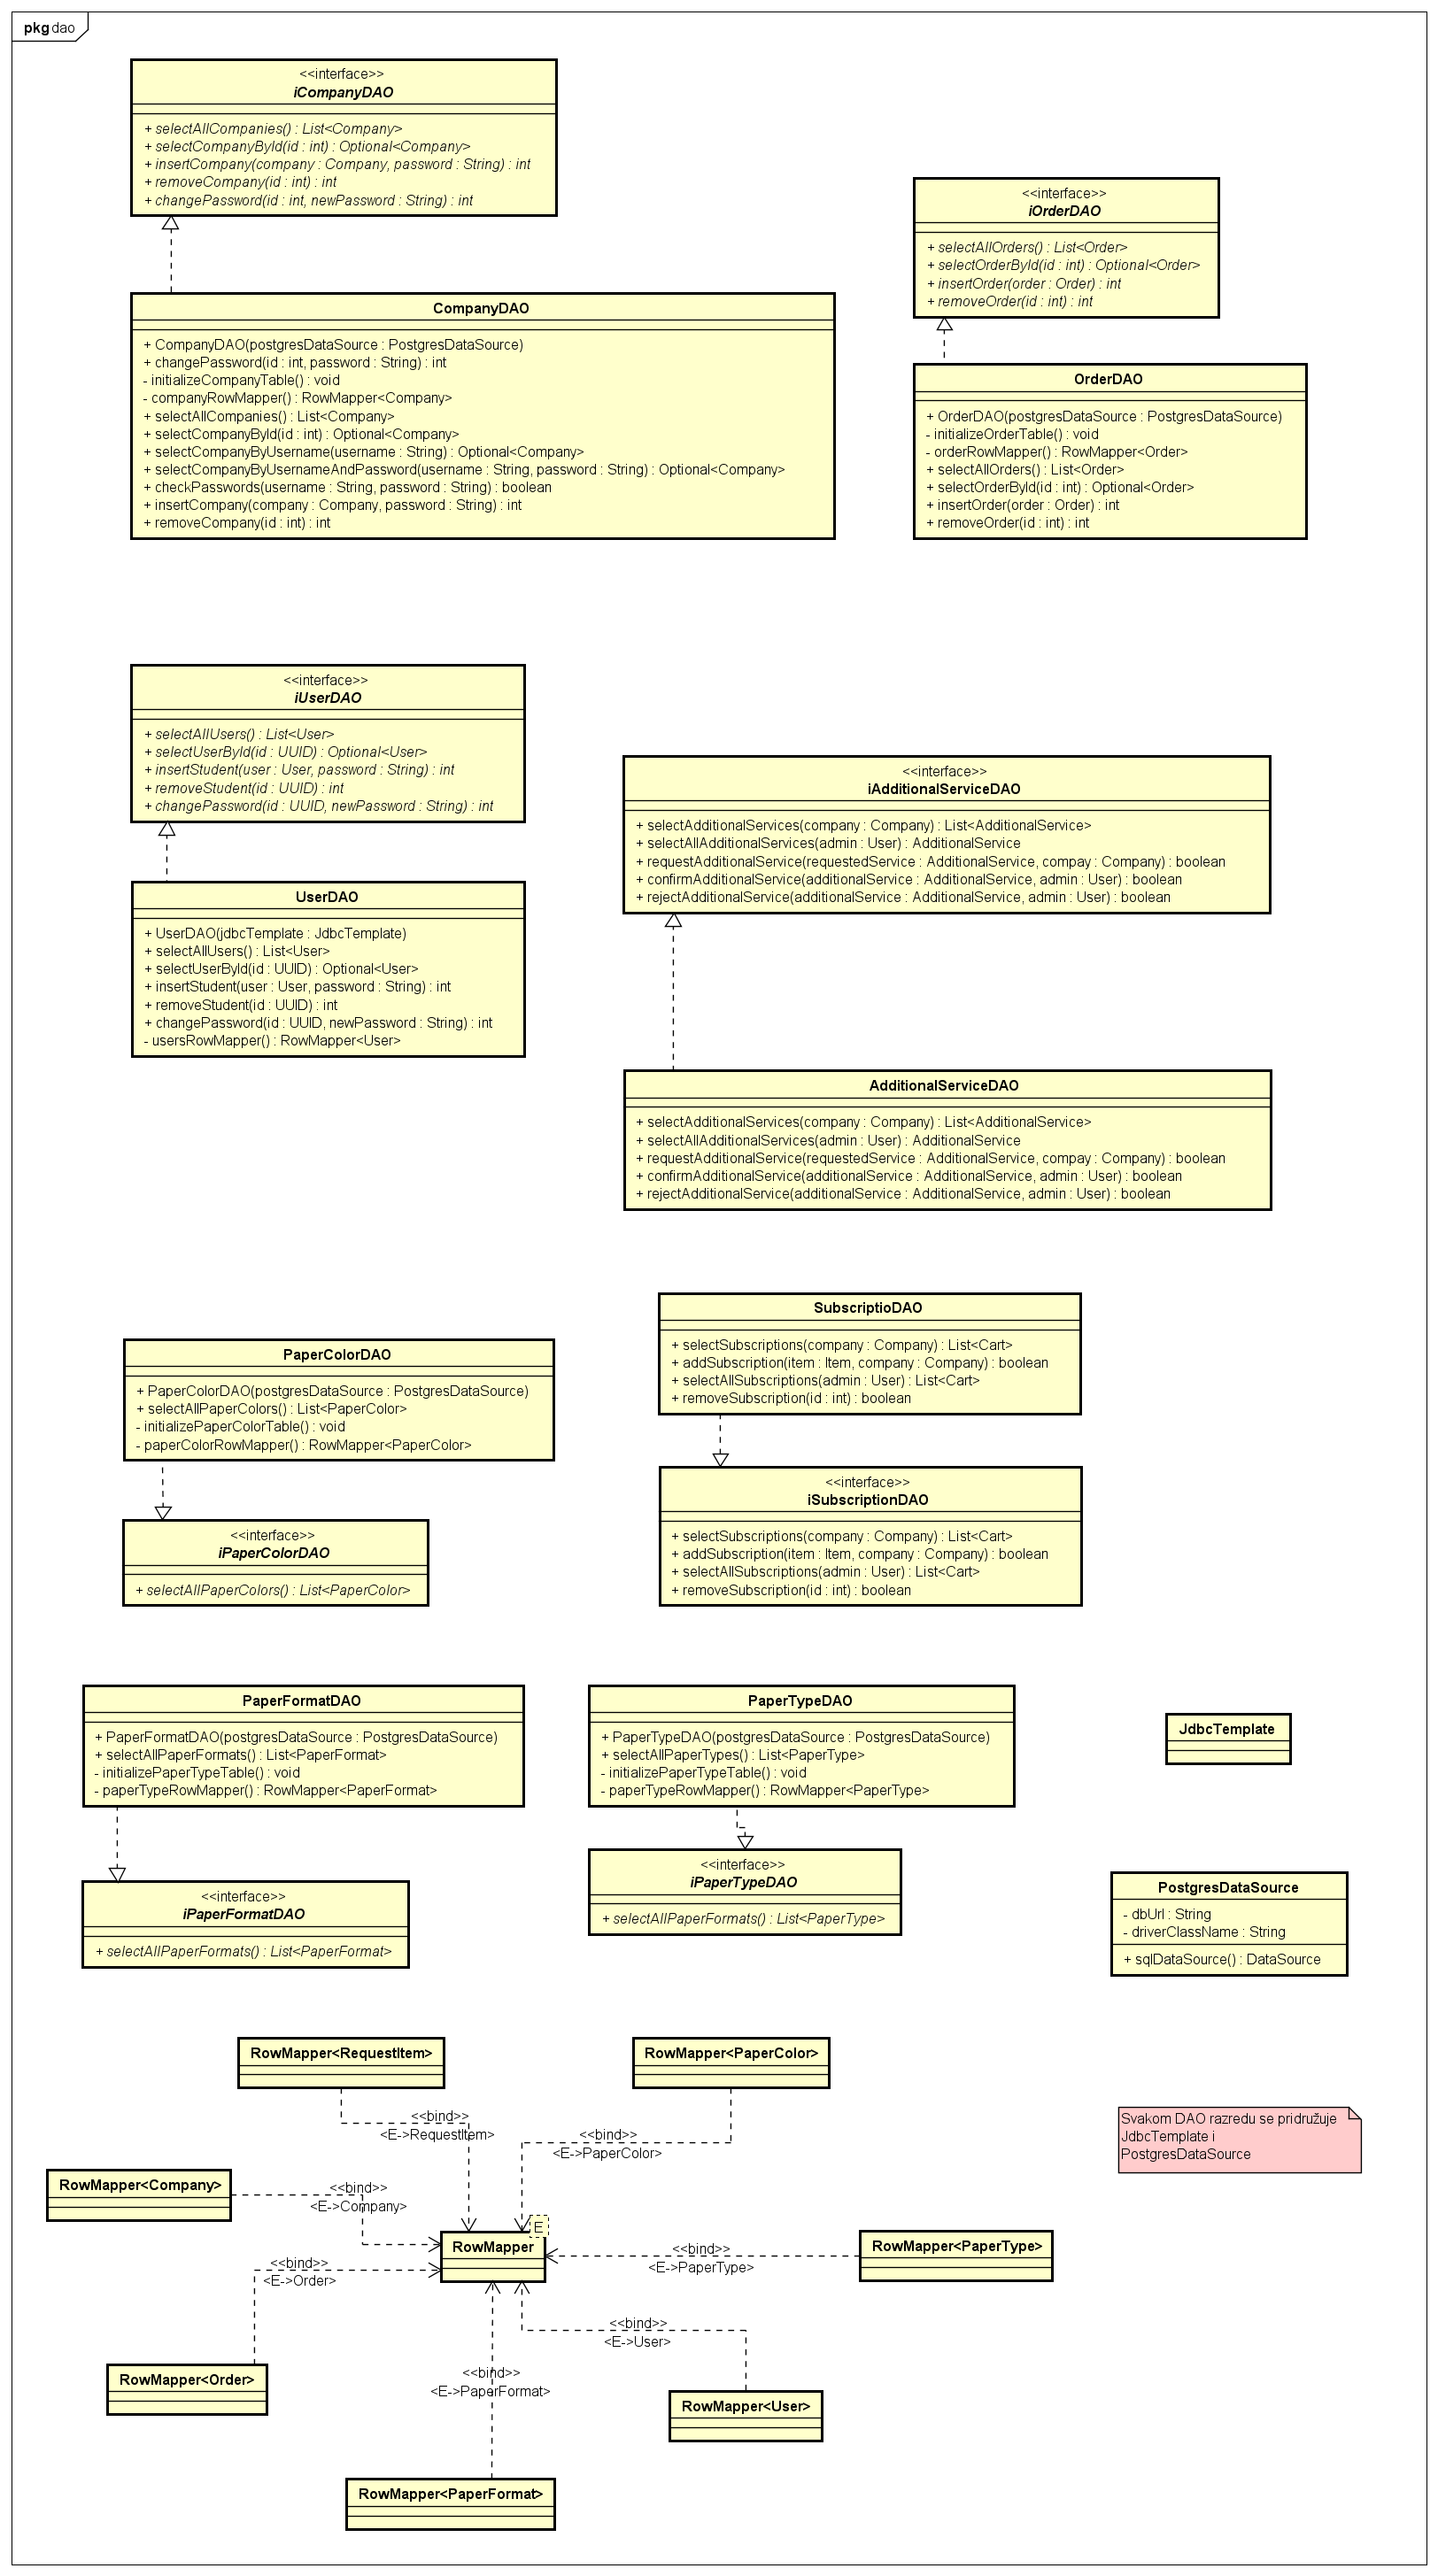 pkg dao
<<interface>>
iCompanyDAO
+ selectAllCompanies() : List<Company>
+ selectCompanyById(id : int) : Optional<Company>
+ insertCompany(company : Company, password : String) : int
+ removeCompany(id : int) : int
+ changePassword(id : int, newPassword : String) : int
<<interface>>
iOrderDAO
+ selectAllOrders() : List<Order>
+ selectOrderById(id : int) : Optional<Order>
+ insertOrder(order : Order) : int
+ removeOrder(id : int) : int
CompanyDAO
+ CompanyDAO(postgresDataSource : PostgresDataSource)
+ changePassword(id : int, password : String) : int
- initializeCompanyTable() : void
- companyRowMapper() : RowMapper<Company>
+ selectAllCompanies() : List<Company>
+ selectCompanyById(id : int) : Optional<Company>
+ selectCompanyByUsername(username : String) : Optional<Company>
+ selectCompanyByUsernameAndPassword(username : String, password : String) : Optional<Company>
+ checkPasswords(username : String, password : String) : boolean
+ insertCompany(company : Company, password : String) : int
+ removeCompany(id : int) : int
OrderDAO
+ OrderDAO(postgresDataSource : PostgresDataSource)
- initializeOrderTable() : void
- orderRowMapper() : RowMapper<Order>
+ selectAllOrders() : List<Order>
+ selectOrderById(id : int) : Optional<Order>
+ insertOrder(order : Order) : int
+ removeOrder(id : int) : int
<<interface>>
iUserDAO
+ selectAllUsers() : List<User>
+ selectUserById(id : UUID) : Optional<User>
+ insertStudent(user : User, password : String) : int
+ removeStudent(id : UUID) : int
+ changePassword(id : UUID, newPassword : String) : int
<<interface>>
iAdditionalServiceDAO
+ selectAdditionalServices(company : Company) : List<AdditionalService>
+ selectAllAdditionalServices(admin : User) : AdditionalService
+ requestAdditionalService(requestedService : AdditionalService, compay : Company) : boolean
+ confirmAdditionalService(additionalService : AdditionalService, admin : User) : boolean
+ rejectAdditionalService(additionalService : AdditionalService, admin : User) : boolean
UserDAO
+ UserDAO(jdbcTemplate : JdbcTemplate)
+ selectAllUsers() : List<User>
+ selectUserById(id : UUID) : Optional<User>
+ insertStudent(user : User, password : String) : int
+ removeStudent(id : UUID) : int
+ changePassword(id : UUID, newPassword : String) : int
- usersRowMapper() : RowMapper<User>
AdditionalServiceDAO
+ selectAdditionalServices(company : Company) : List<AdditionalService>
+ selectAllAdditionalServices(admin : User) : AdditionalService
+ requestAdditionalService(requestedService : AdditionalService, compay : Company) : boolean
+ confirmAdditionalService(additionalService : AdditionalService, admin : User) : boolean
+ rejectAdditionalService(additionalService : AdditionalService, admin : User) : boolean
SubscriptioDAO
+ selectSubscriptions(company : Company) : List<Cart>
+ addSubscription(item : Item, company : Company) : boolean
+ selectAllSubscriptions(admin : User) : List<Cart>
+ removeSubscription(id : int) : boolean
PaperColorDAO
+ PaperColorDAO(postgresDataSource : PostgresDataSource)
+ selectAllPaperColors() : List<PaperColor>
- initializePaperColorTable() : void
- paperColorRowMapper() : RowMapper<PaperColor>
<<interface>>
iSubscriptionDAO
+ selectSubscriptions(company : Company) : List<Cart>
+ addSubscription(item : Item, company : Company) : boolean
+ selectAllSubscriptions(admin : User) : List<Cart>
+ removeSubscription(id : int) : boolean
<<interface>>
iPaperColorDAO
+ selectAllPaperColors() : List<PaperColor>
PaperFormatDAO
+ PaperFormatDAO(postgresDataSource : PostgresDataSource)
+ selectAllPaperFormats() : List<PaperFormat>
- initializePaperTypeTable() : void
- paperTypeRowMapper() : RowMapper<PaperFormat>
PaperTypeDAO
+ PaperTypeDAO(postgresDataSource : PostgresDataSource)
+ selectAllPaperTypes() : List<PaperType>
- initializePaperTypeTable() : void
- paperTypeRowMapper() : RowMapper<PaperType>
JdbcTemplate
<<interface>>
iPaperTypeDAO
+ selectAllPaperFormats() : List<PaperType>
<<interface>>
iPaperFormatDAO
+ selectAllPaperFormats() : List<PaperFormat>
PostgresDataSource
- dbUrl : String
- driverClassName : String
+ sqlDataSource() : DataSource
RowMapper<RequestItem>
RowMapper<PaperColor>
<<bind>>
<E->RequestItem>
<<bind>>
<E->PaperColor>
Svakom DAO razredu se pridružuje
JdbcTemplate i
PostgresDataSource
RowMapper<Company>
<<bind>>
<E->Company>
E
RowMapper
RowMapper<PaperType>
<<bind>>
<E->PaperType>
<<bind>>
<E->Order>
<<bind>>
<E->User>
RowMapper<Order>
<<bind>>
<E->PaperFormat>
RowMapper<User>
RowMapper<PaperFormat>